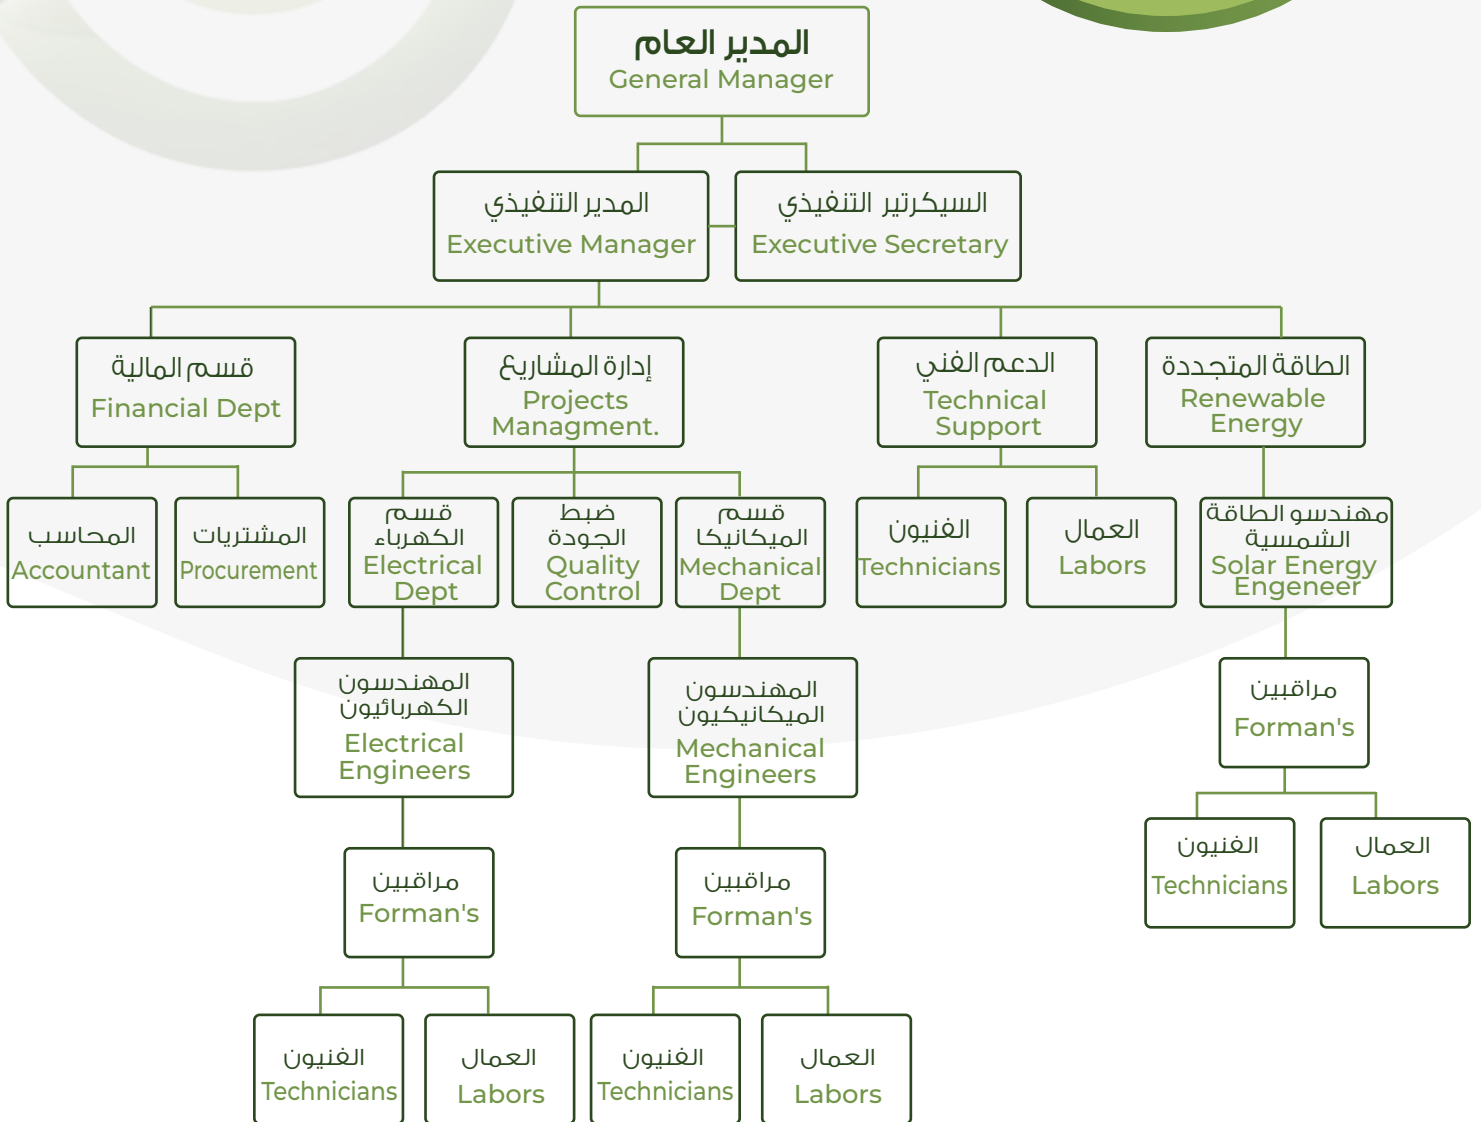 المدير العام
General Manager
المدير التنفيذي
Executive Manager
السيكرتير التنفيذي
Executive Secretary
قسم المالية
Financial Dept
إدارة المشاريع
Projects
Managment.
الدعم الفني
Technical
Support
الطاقة المتجددة
Renewable
Energy
المحاسب
Accountant
المشتريات
Procurement
قسم
الكهرباء
Electrical
Dept
ضبط
الجودة
Quality
Control
قسم
الميكانيكا
Mechanical
Dept
الفنيون
Technicians
العمال
Labors
مهندسو الطاقة
الشمسية
Solar Energy
Engeneer
المهندسون
الكهربائيون
Electrical
Engineers
المهندسون
الميكانيكيون
Mechanical
Engineers
مراقبين
Forman's
مراقبين
Forman's
مراقبين
Forman's
الفنيون
Technicians
العمال
Labors
الفنيون
Technicians
العمال
Labors
الفنيون
Technicians
العمال
Labors